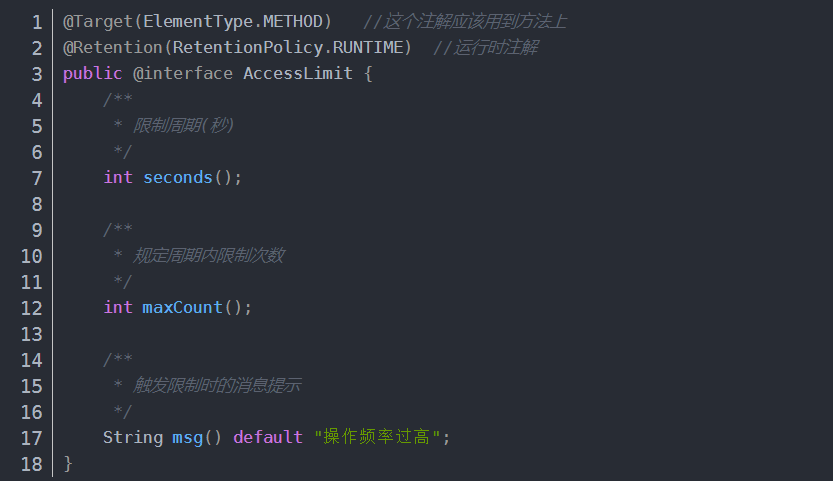 1 @Target(ElementType.METHOD)   //这个注解应该用到方法上
2 @Retention(RetentionPolicy.RUNTIME)  //运行时注解
3 public @interface AccessLimit {
4     /**
5      * 限制周期(秒)
6      */
7     int seconds();
8
9     /**
10      * 规定周期内限制次数
11      */
12     int maxCount();
13
14     /**
15      * 触发限制时的消息提示
16      */
17     String msg() default "操作频率过高";
18 }